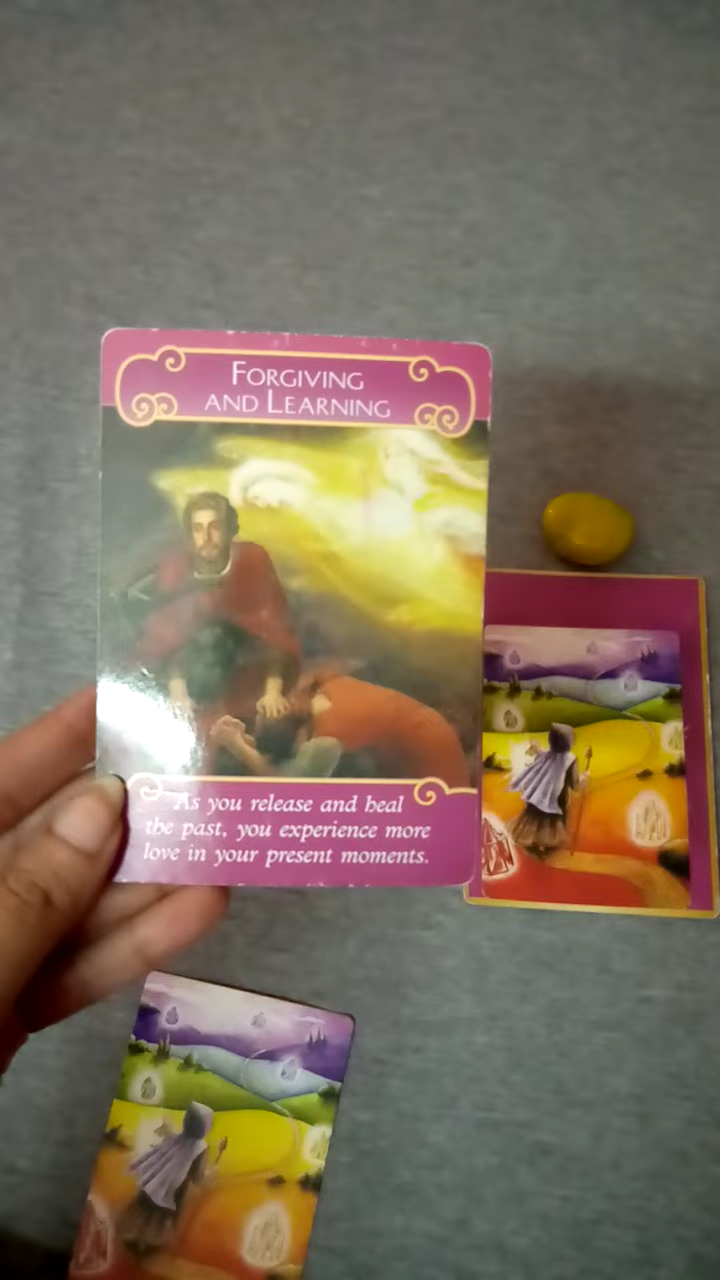 FORGIVING
AND LEARNING
As you release and heal
the past, you experience more
love in your present moments.